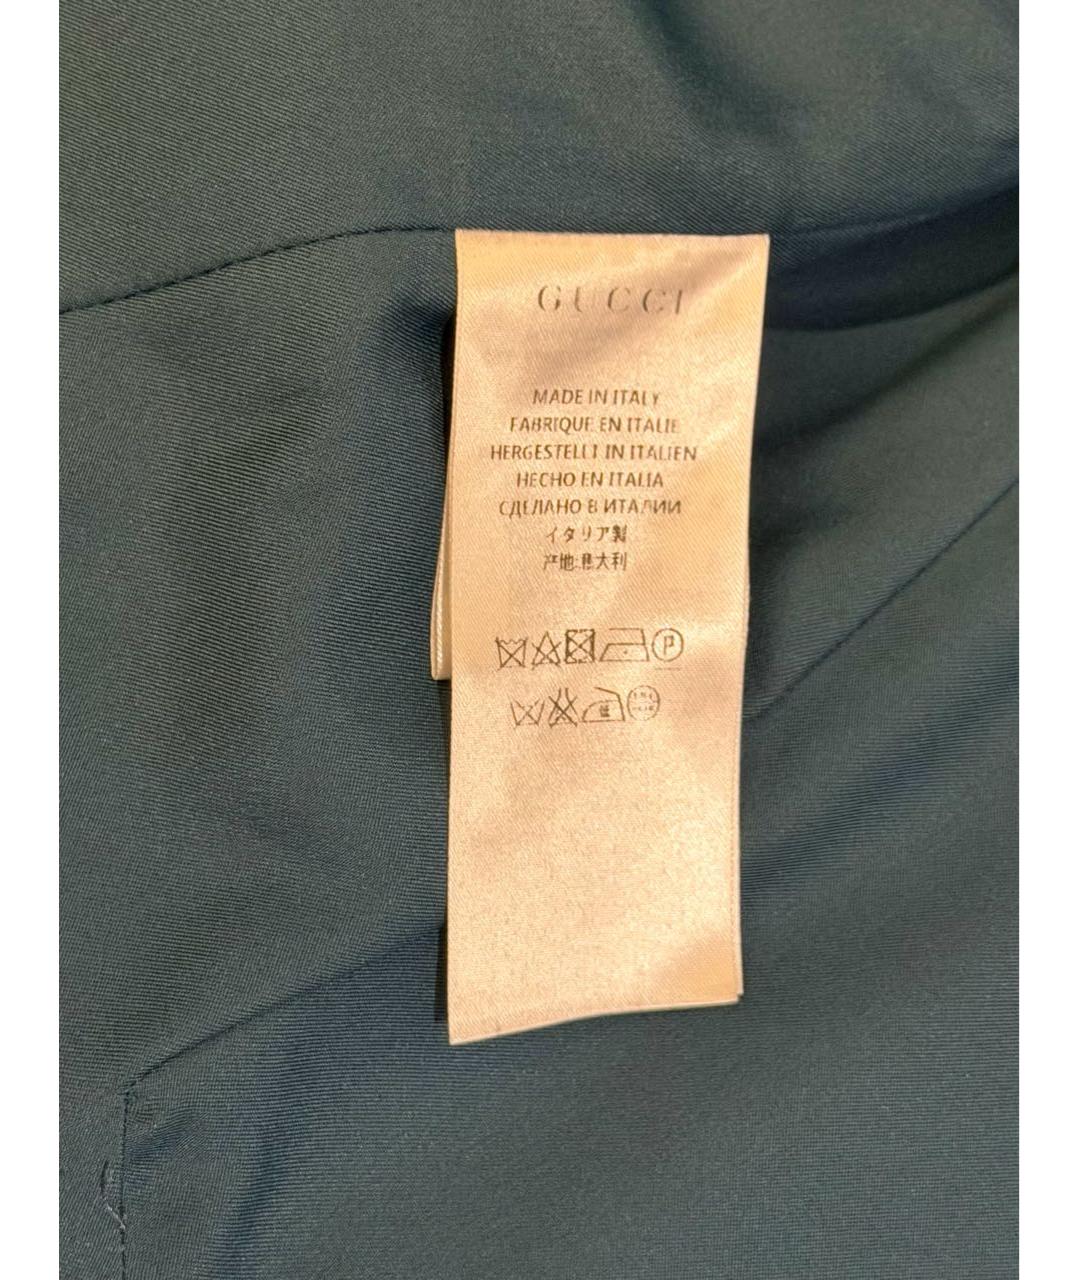 GUCCI
MADE IN ITALY
FABRIQUE EN ITALIE
HERGESTELLT IN ITALIEN
HECHO EN ITALIA
СДЕЛАНО В ИТАЛИИ
イタリア製
产地:意大利
P